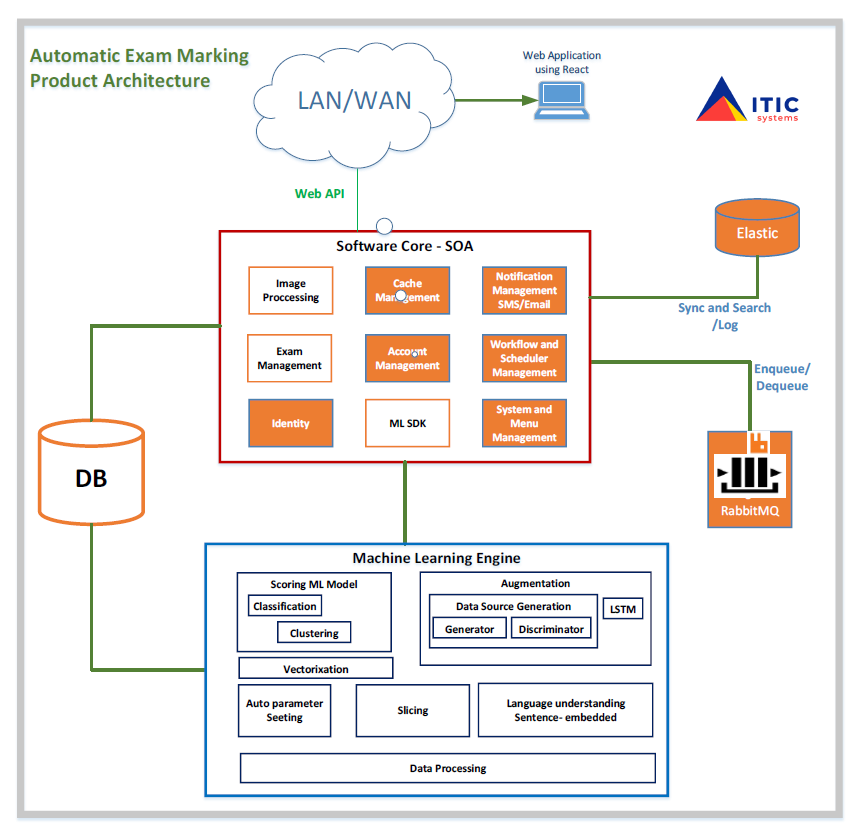 Automatic Exam Marking
Product Architecture
LAN/WAN
Web Application
using React
ITIC
systems
Web API
Software Core - SOA
Image
Proccessing
Cache
Management
Notification
Management
SMS/Email
Exam
Management
Account
Management
Workflow and
Scheduler
Management
Identity
ML SDK
System and
Menu
Management
Elastic
Sync and Search
/Log
Enqueue/
Dequeue
RabbitMQ
DB
Machine Learning Engine
Scoring ML Model
Classification
Clustering
Augmentation
Data Source Generation
Generator
Discriminator
LSTM
Vectorixation
Auto parameter
Seeting
Slicing
Language understanding
Sentence- embedded
Data Processing